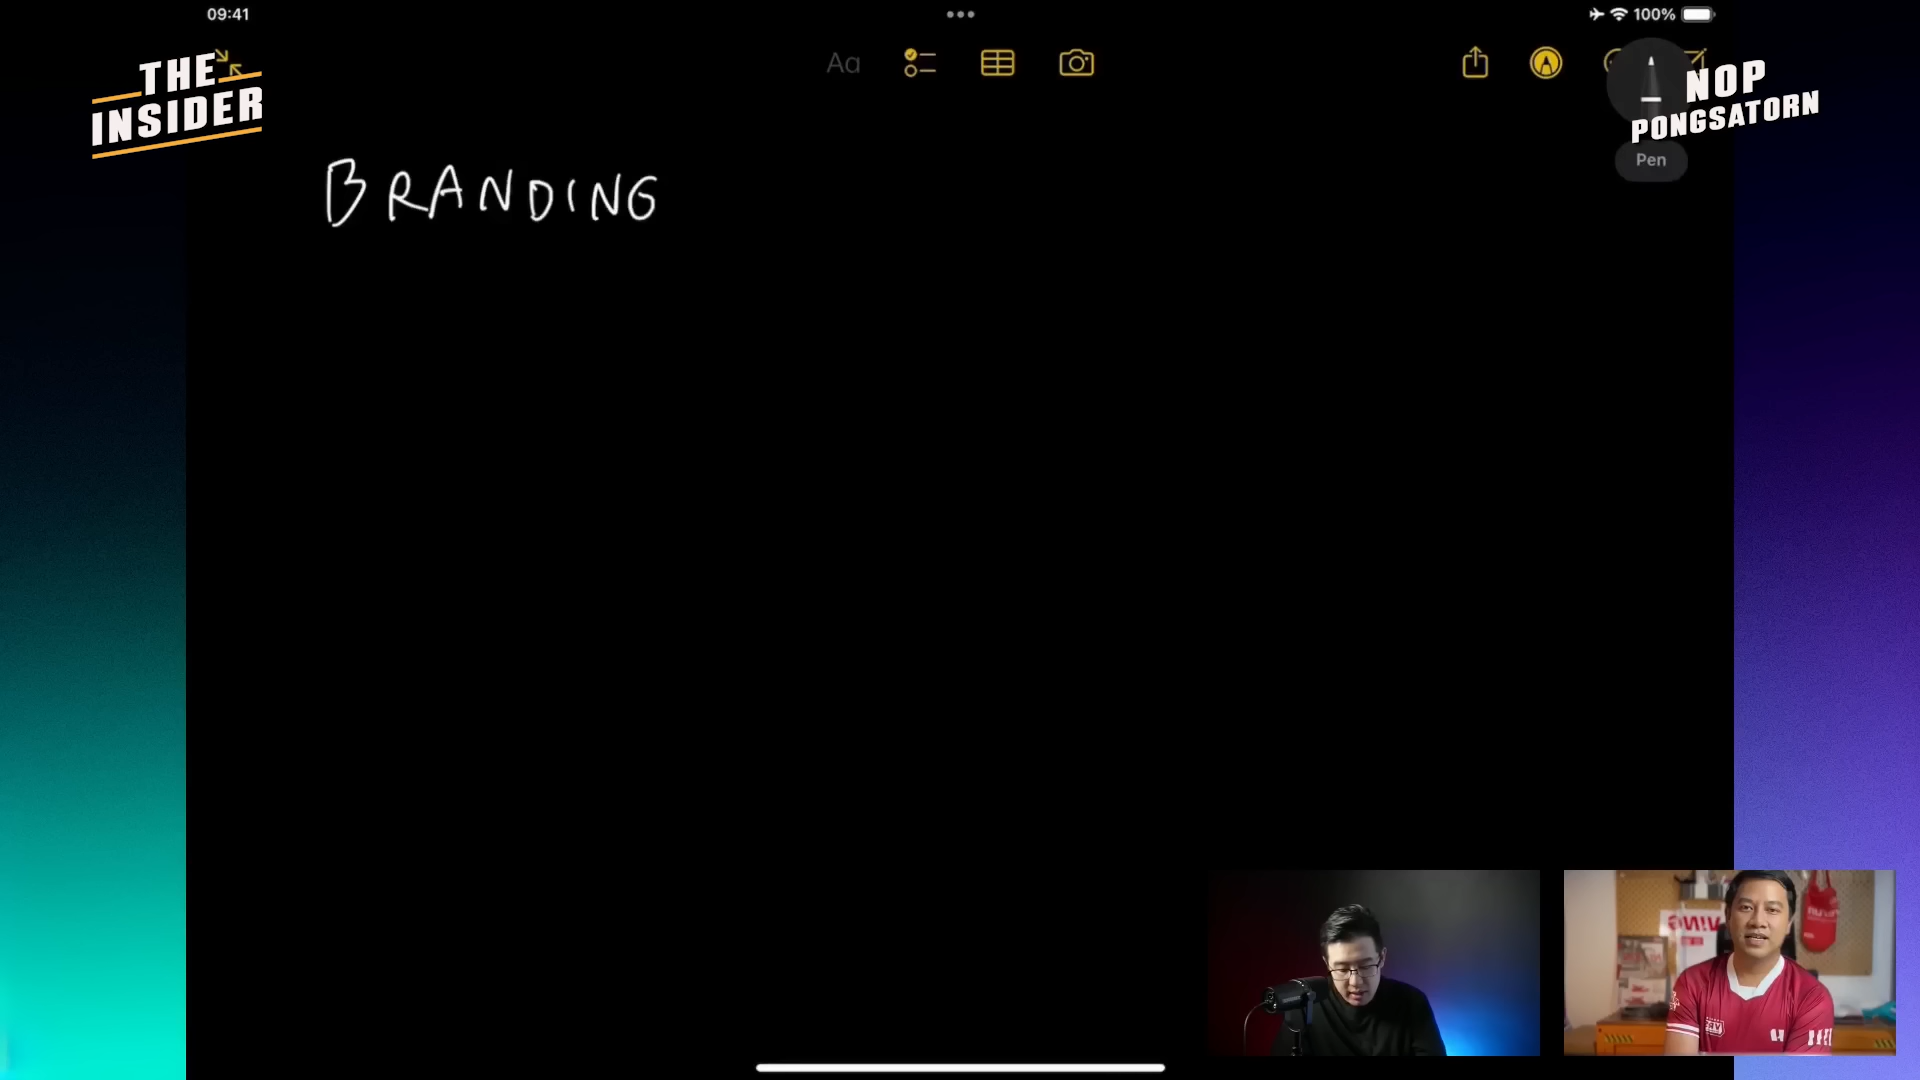 09:41
100%
THE
INSIDER
Aa
NOP
PONGSATORN
Pen
BRANDING